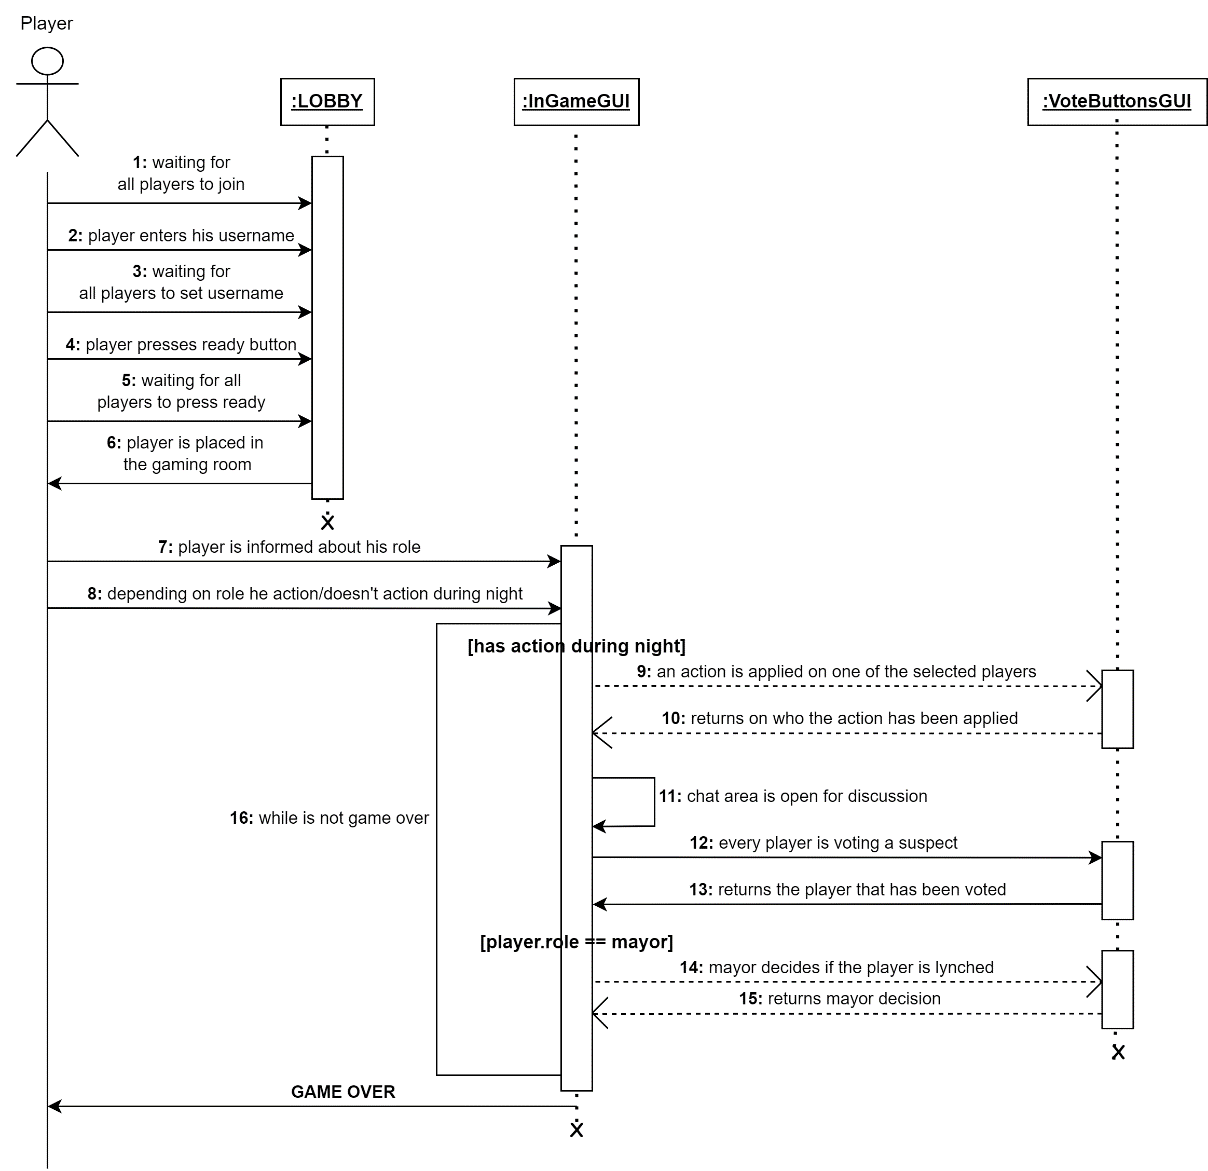 Player
:LOBBY
:InGameGUI
:VoteButtonsGUI
1: waiting for
all players to join
2: player enters his username
3: waiting for
all players to set username
4: player presses ready button
5: waiting for all
players to press ready
6: player is placed in
the gaming room
X
7: player is informed about his role
8: depending on role he action/doesn't action during night
[has action during night]
9: an action is applied on one of the selected players
10: returns on who the action has been applied
11: chat area is open for discussion
16: while is not game over
12: every player is voting a suspect
13: returns the player that has been voted
[player.role == mayor]
14: mayor decides if the player is lynched
15: returns mayor decision
X
GAME OVER
X